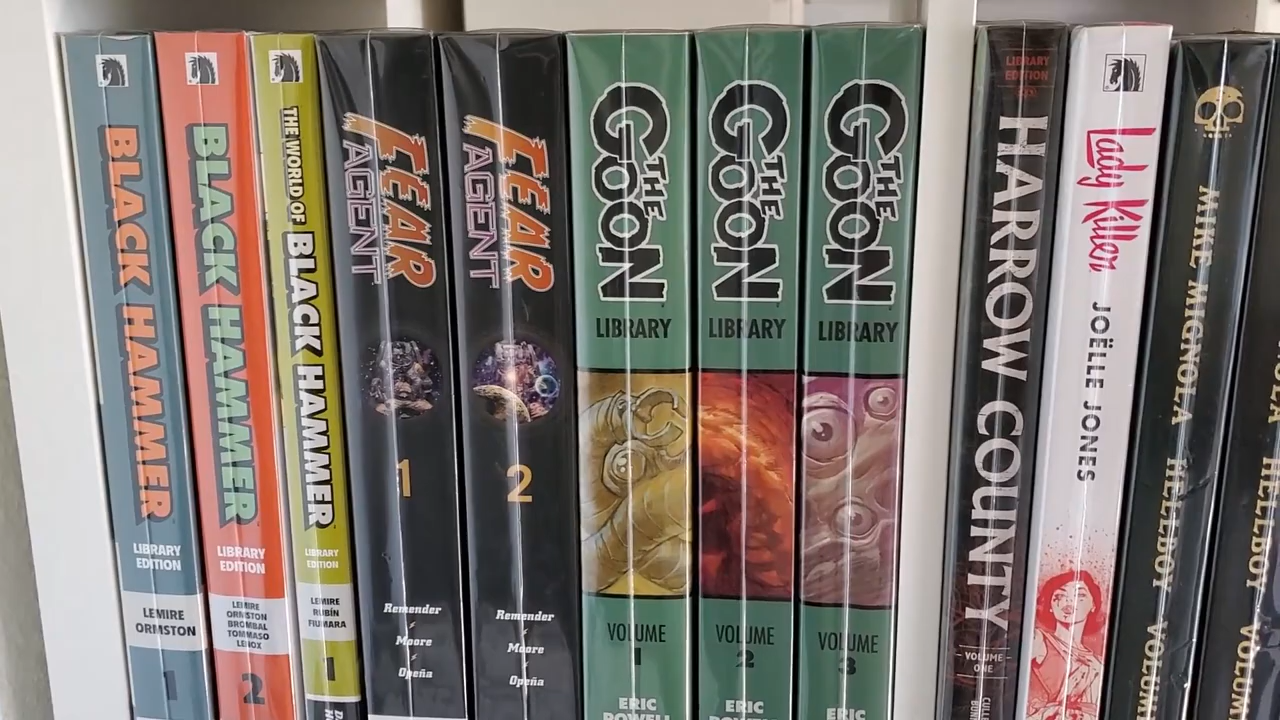 BLACK HAMMER
LIBRARY
EDITION
LEMIRE
ORMSTON
1
BLACK HAMMER
LIBRARY
EDITION
LEMIRE
ORMSTON
BROMBAL
TOMMASO
LENOX
2
THE WORLD OF BLACK HAMMER
LIBRARY
EDITION
LEMIRE
RUBÍN
FIUMARA
1
FEAR
AGENT
1
Remender
Moore
Opeña
FEAR
AGENT
2
Remender
Moore
Opeña
THE
GOON
LIBRARY
VOLUME
1
ERIC
POWELL
THE
GOON
LIBRARY
VOLUME
2
ERIC
POWELL
THE
GOON
LIBRARY
VOLUME
3
ERIC
LIBRARY
EDITION
HARROW COUNTY
VOLUME
ONE
Lady Killer
JOËLLE JONES
MIKE MIGNOLA HELLBOY
HELLBOY